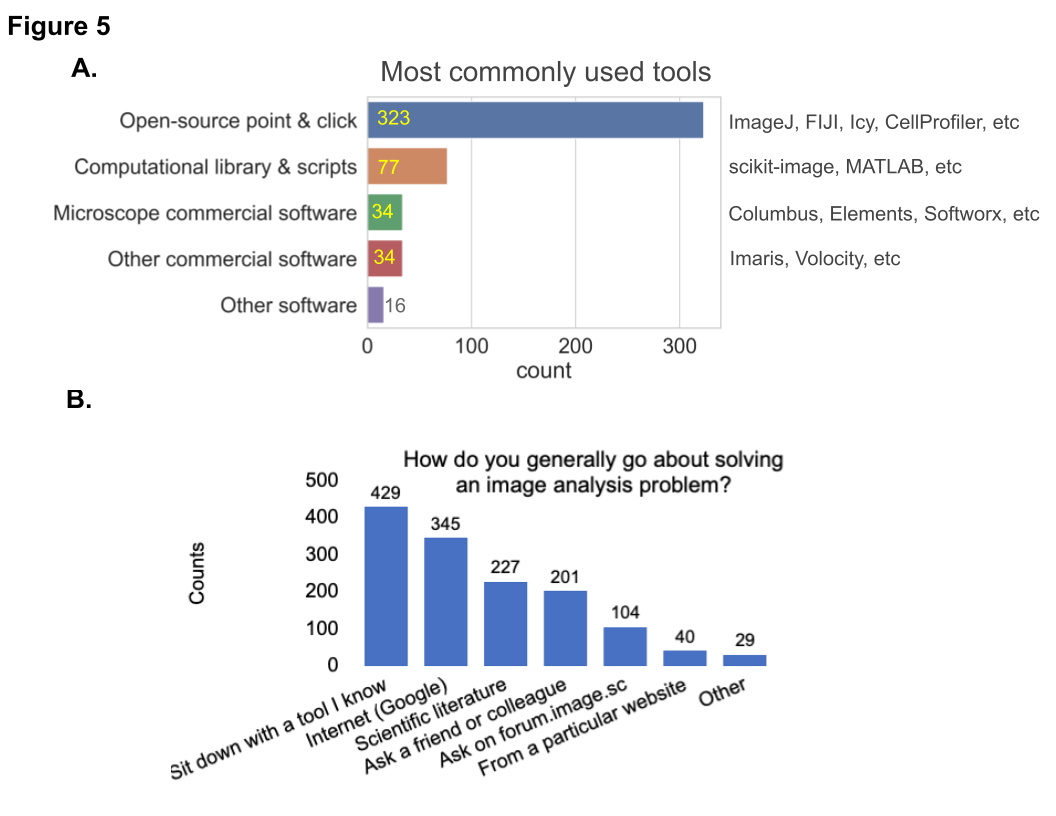 Figure 5
A.
Most commonly used tools
Open-source point & click
323
ImageJ, FIJI, Icy, CellProfiler, etc
Computational library & scripts
77
scikit-image, MATLAB, etc
Microscope commercial software
34
Columbus, Elements, Softworx, etc
Other commercial software
34
Imaris, Volocity, etc
Other software
16
0 100 200 300
count
B.
How do you generally go about solving
an image analysis problem?
Counts
500
400
300
200
100
0
429
345
227
201
104
40
29
Sit down with a tool I know
Internet (Google)
Scientific literature
Ask a friend or colleague
Ask on forum.image.sc
From a particular website
Other